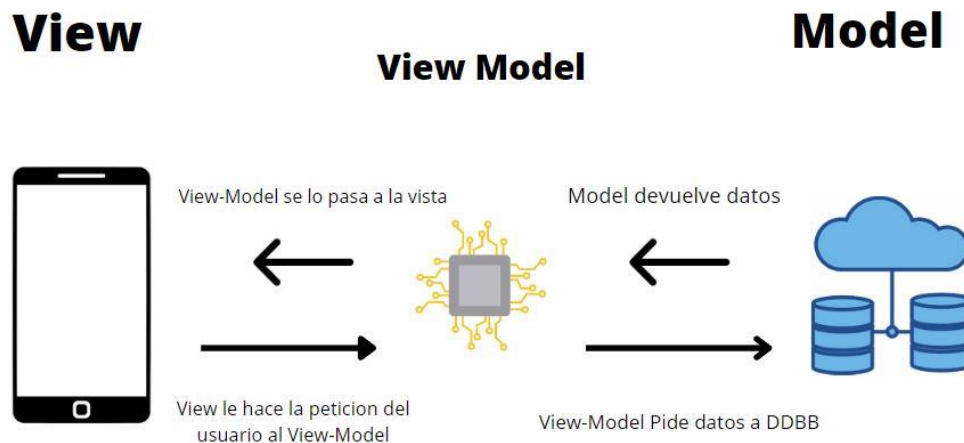 View
View Model
Model
View-Model se lo pasa a la vista
Model devuelve datos
View le hace la peticion del
usuario al View-Model
View-Model Pide datos a DDBB